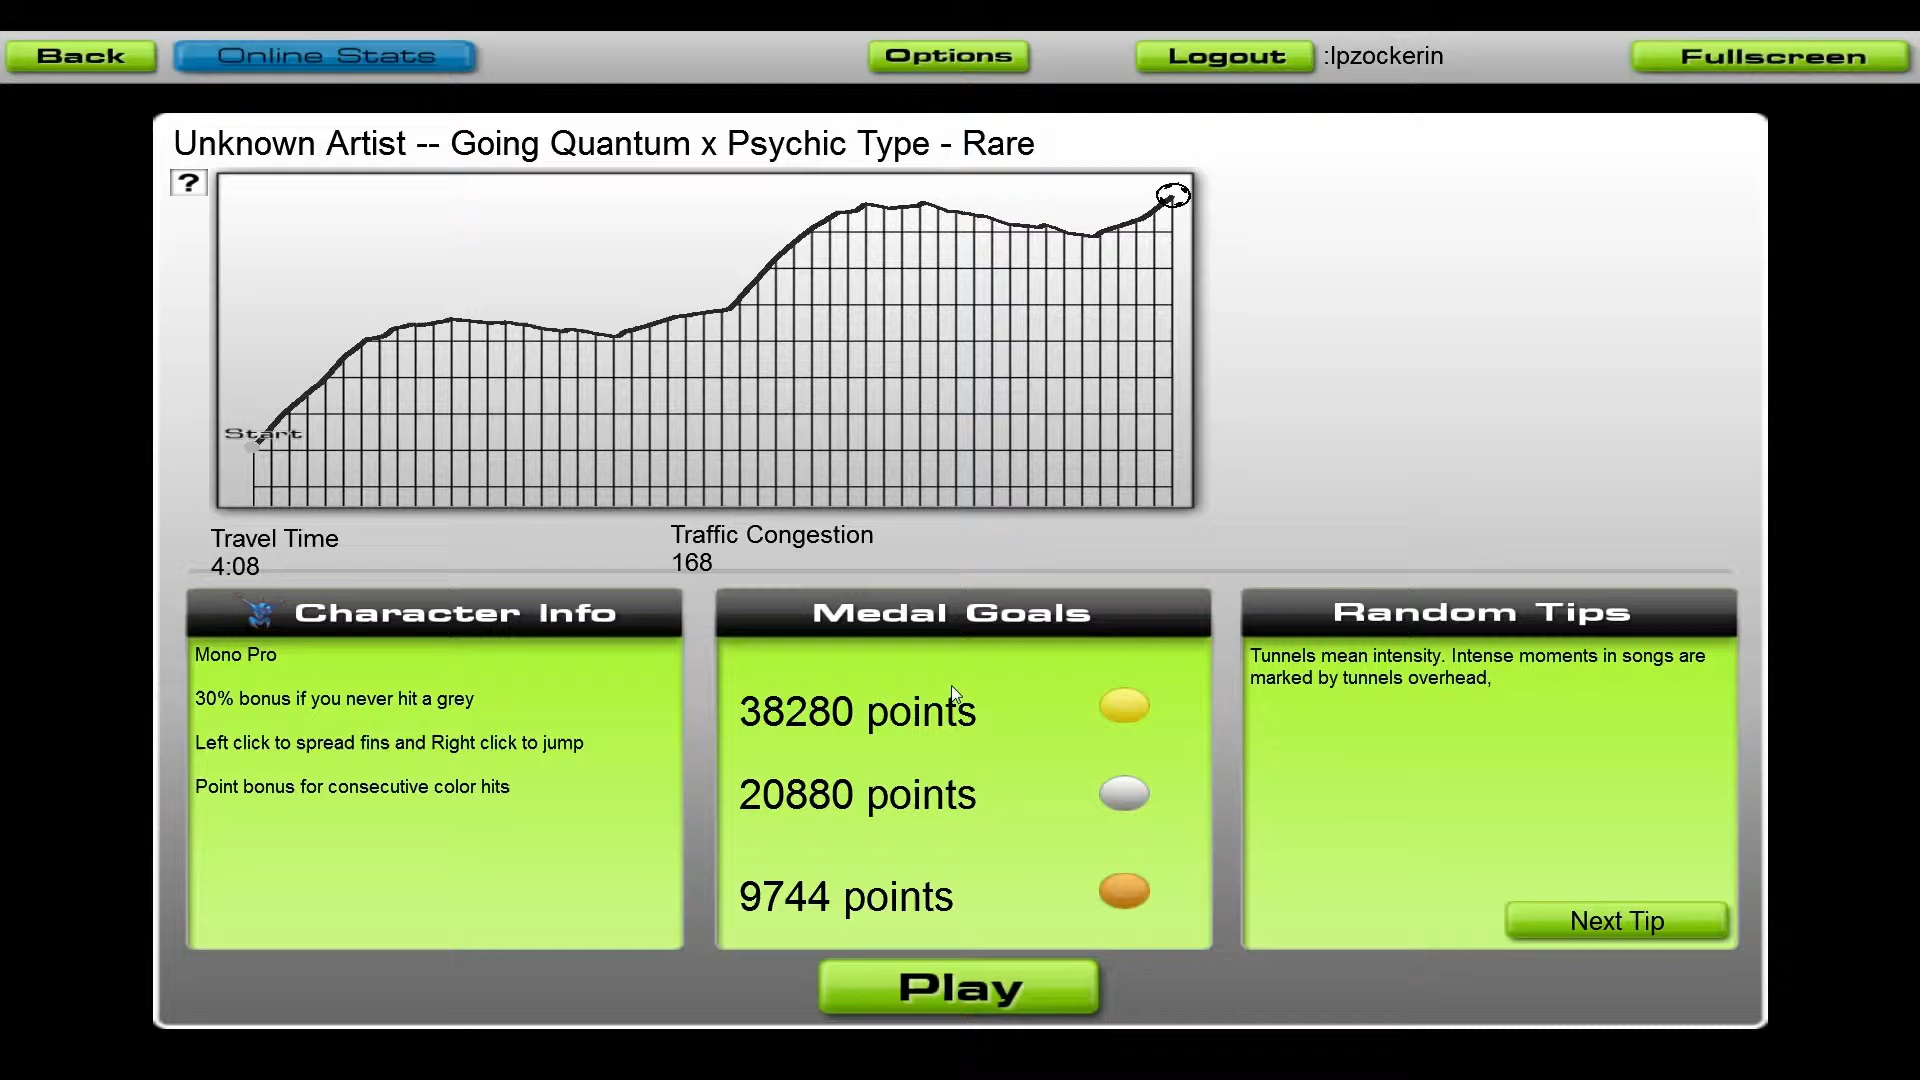 Back
Online Stats
Options
Logout
:lpzockerin
Fullscreen
Unknown Artist -- Going Quantum x Psychic Type - Rare
?
Start
Travel Time
4:08
Traffic Congestion
168
Character Info
Mono Pro
30% bonus if you never hit a grey
Left click to spread fins and Right click to jump
Point bonus for consecutive color hits
Medal Goals
38280 points
20880 points
9744 points
Random Tips
Tunnels mean intensity. Intense moments in songs are
marked by tunnels overhead,
Next Tip
Play